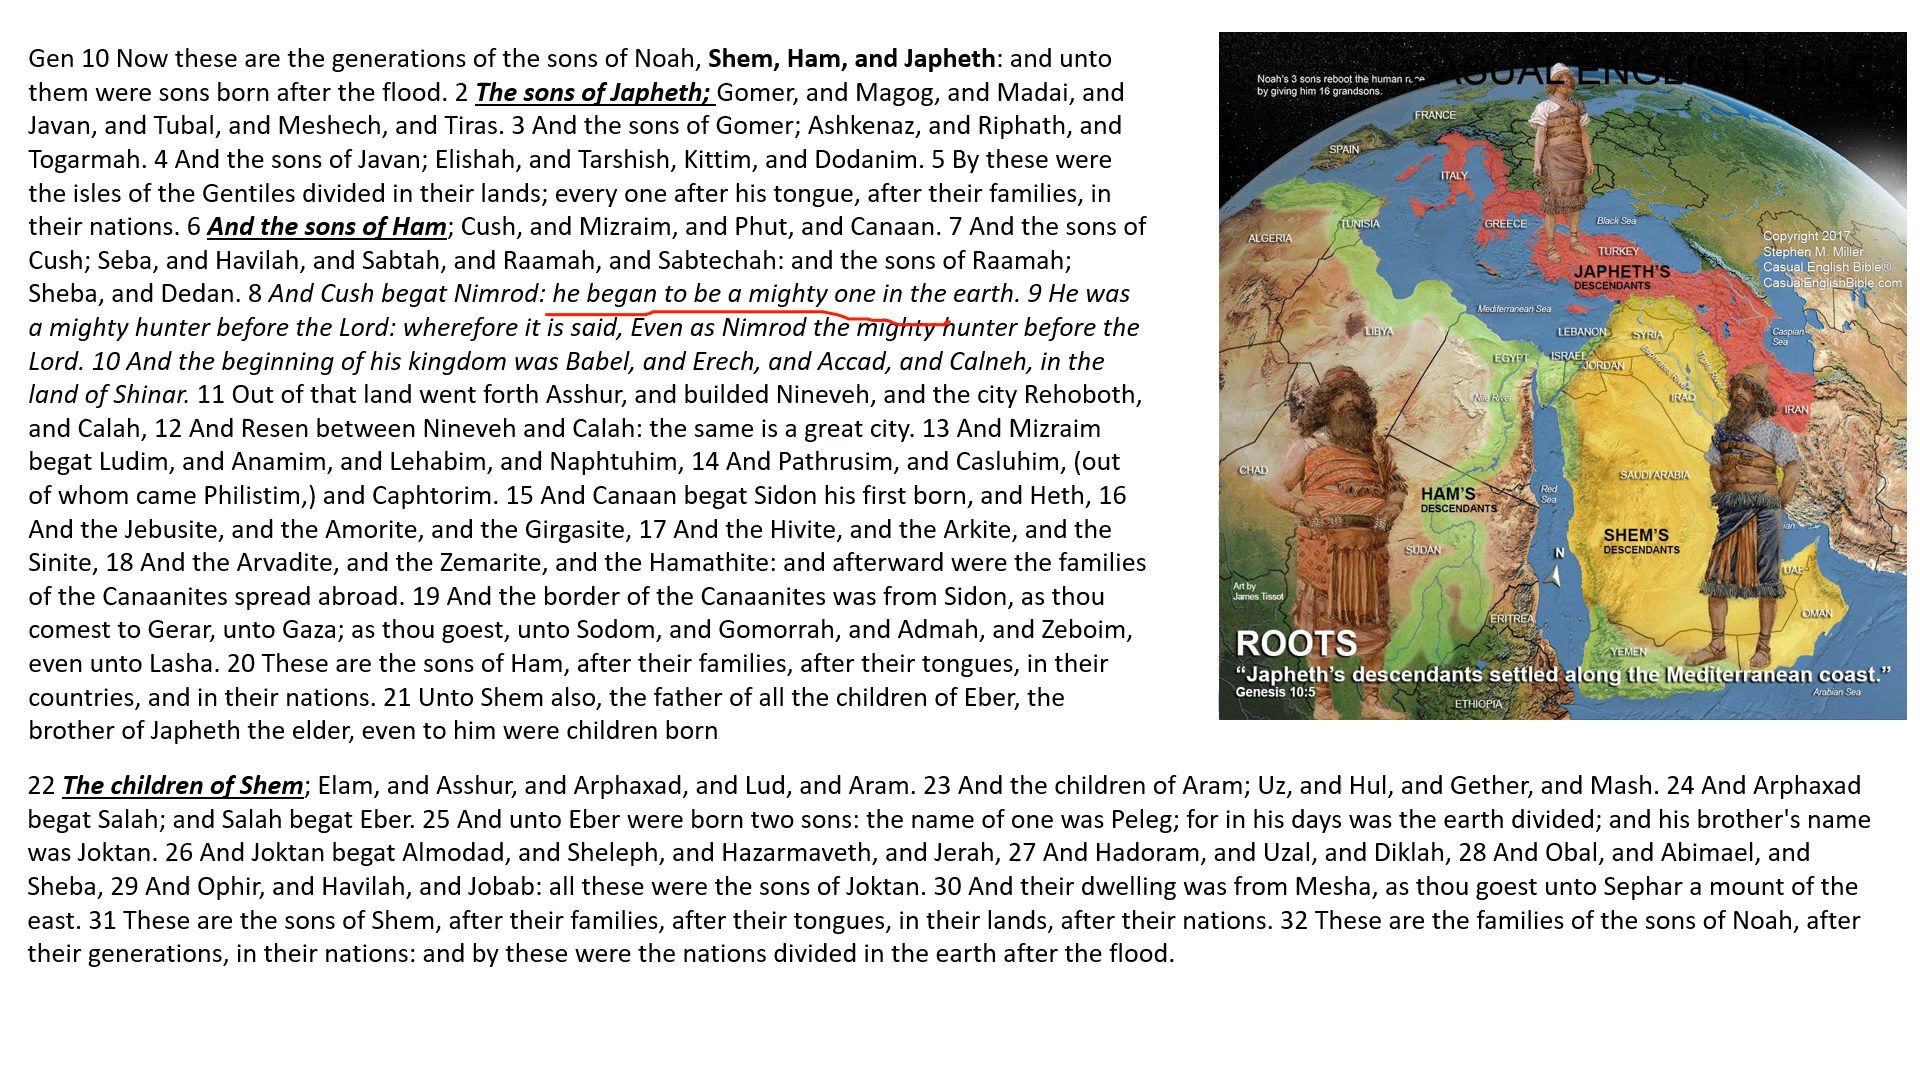 Gen 10 Now these are the generations of the sons of Noah, Shem, Ham, and Japheth: and unto
them were sons born after the flood. 2 The sons of Japheth; Gomer, and Magog, and Madai, and
Javan, and Tubal, and Meshech, and Tiras. 3 And the sons of Gomer; Ashkenaz, and Riphath, and
Togarmah. 4 And the sons of Javan; Elishah, and Tarshish, Kittim, and Dodanim. 5 By these were
the isles of the Gentiles divided in their lands; every one after his tongue, after their families, in
their nations. 6 And the sons of Ham; Cush, and Mizraim, and Phut, and Canaan. 7 And the sons of
Cush; Seba, and Havilah, and Sabtah, and Raamah, and Sabtechah: and the sons of Raamah;
Sheba, and Dedan. 8 And Cush begat Nimrod: he began to be a mighty one in the earth. 9 He was
a mighty hunter before the Lord: wherefore it is said, Even as Nimrod the mighty hunter before the
Lord. 10 And the beginning of his kingdom was Babel, and Erech, and Accad, and Calneh, in the
land of Shinar. 11 Out of that land went forth Asshur, and builded Nineveh, and the city Rehoboth,
and Calah, 12 And Resen between Nineveh and Calah: the same is a great city. 13 And Mizraim
begat Ludim, and Anamim, and Lehabim, and Naphtuhim, 14 And Pathrusim, and Casluhim, (out
of whom came Philistim,) and Caphtorim. 15 And Canaan begat Sidon his first born, and Heth, 16
And the Jebusite, and the Amorite, and the Girgasite, 17 And the Hivite, and the Arkite, and the
Sinite, 18 And the Arvadite, and the Zemarite, and the Hamathite: and afterward were the families
of the Canaanites spread abroad. 19 And the border of the Canaanites was from Sidon, as thou
comest to Gerar, unto Gaza; as thou goest, unto Sodom, and Gomorrah, and Admah, and Zeboim,
even unto Lasha. 20 These are the sons of Ham, after their families, after their tongues, in their
countries, and in their nations. 21 Unto Shem also, the father of all the children of Eber, the
brother of Japheth the elder, even to him were children born
22 The children of Shem; Elam, and Asshur, and Arphaxad, and Lud, and Aram. 23 And the children of Aram; Uz, and Hul, and Gether, and Mash. 24 And Arphaxad
begat Salah; and Salah begat Eber. 25 And unto Eber were born two sons: the name of one was Peleg; for in his days was the earth divided; and his brother's name
was Joktan. 26 And Joktan begat Almodad, and Sheleph, and Hazarmaveth, and Jerah, 27 And Hadoram, and Uzal, and Diklah, 28 And Obal, and Abimael, and
Sheba, 29 And Ophir, and Havilah, and Jobab: all these were the sons of Joktan. 30 And their dwelling was from Mesha, as thou goest unto Sephar a mount of the
east. 31 These are the sons of Shem, after their families, after their tongues, in their lands, after their nations. 32 These are the families of the sons of Noah, after
their generations, in their nations: and by these were the nations divided in the earth after the flood.
Noah's 3 sons reboot the human
by giving him 16 grandsons.
FRANCE
SPAIN
ITALY
GREECE
Black Sea
TUNISIA
ALGERIA
TURKEY
JAPHETH'S
DESCENDANTS
Copyright 2017
Stephen M. Miller
Casual English Bible®
CasualEnglishBible.com
Mediterranean Sea
LIBYA
LEBANON
SYRIA
Caspian
Sea
EGYPT
ISRAEL
JORDAN
Euphrates River
Tigris River
Nile River
IRAQ
IRAN
CHAD
SAUDI ARABIA
Red
Sea
HAM'S
DESCENDANTS
SHEM'S
DESCENDANTS
SUDAN
N
UAE
Art by
James Tissot
OMAN
ERITREA
YEMEN
ROOTS
"Japheth's descendants settled along the Mediterranean coast."
Genesis 10:5
Arabian Sea
ETHIOPIA